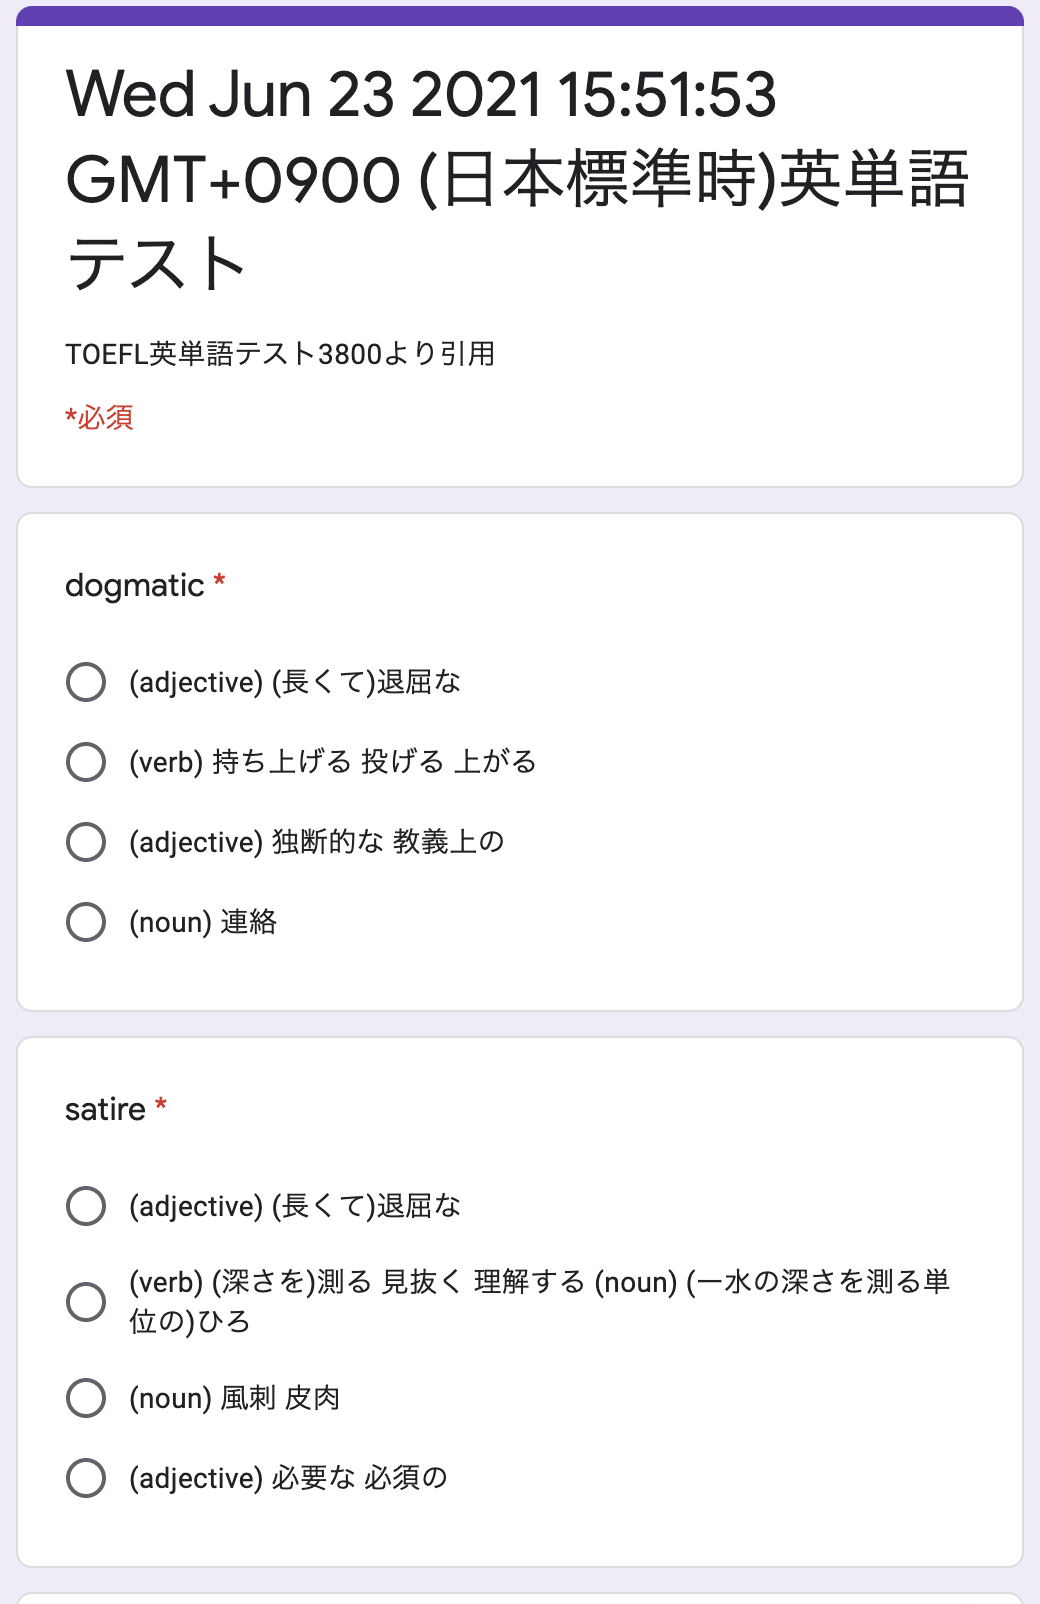 Wed Jun 23 2021 15:51:53
GMT+0900 (日本標準時)英単語
テスト
TOEFL英単語テスト3800より引用
*必須
dogmatic *
(adjective) (長くて)退屈な
(verb) 持ち上げる 投げる 上がる
(adjective) 独断的な 教義上の
(noun) 連絡
satire *
(adjective) (長くて)退屈な
(verb) (深さを)測る 見抜く 理解する (noun) (一水の深さを測る単
位の)ひろ
(noun) 風刺 皮肉
(adjective) 必要な 必須の